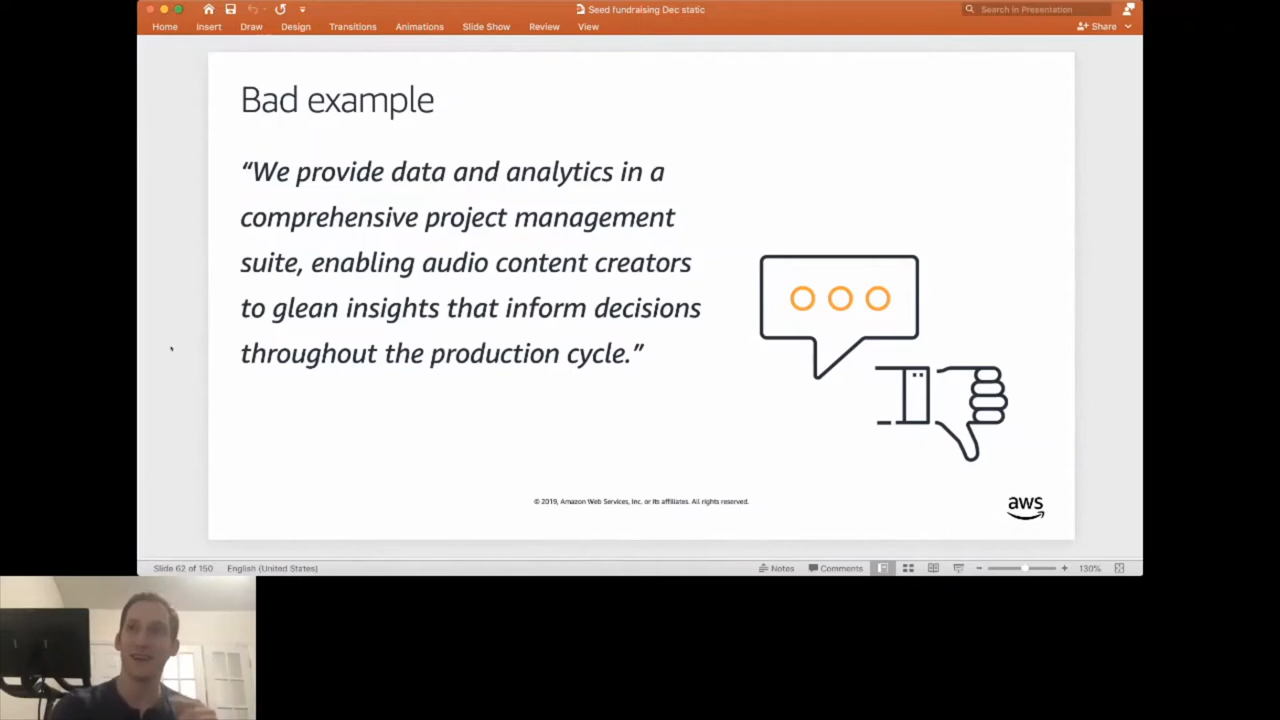 Seed fundraising Dec static
Search in Presentation
Home Insert Draw Design Transitions Animations Slide Show Review View Share
Bad example
“We provide data and analytics in a
comprehensive project management
suite, enabling audio content creators
to glean insights that inform decisions
throughout the production cycle.”
© 2019, Amazon Web Services, Inc. or its affiliates. All rights reserved.
aws
Slide 62 of 150 English (United States) Notes Comments 130%